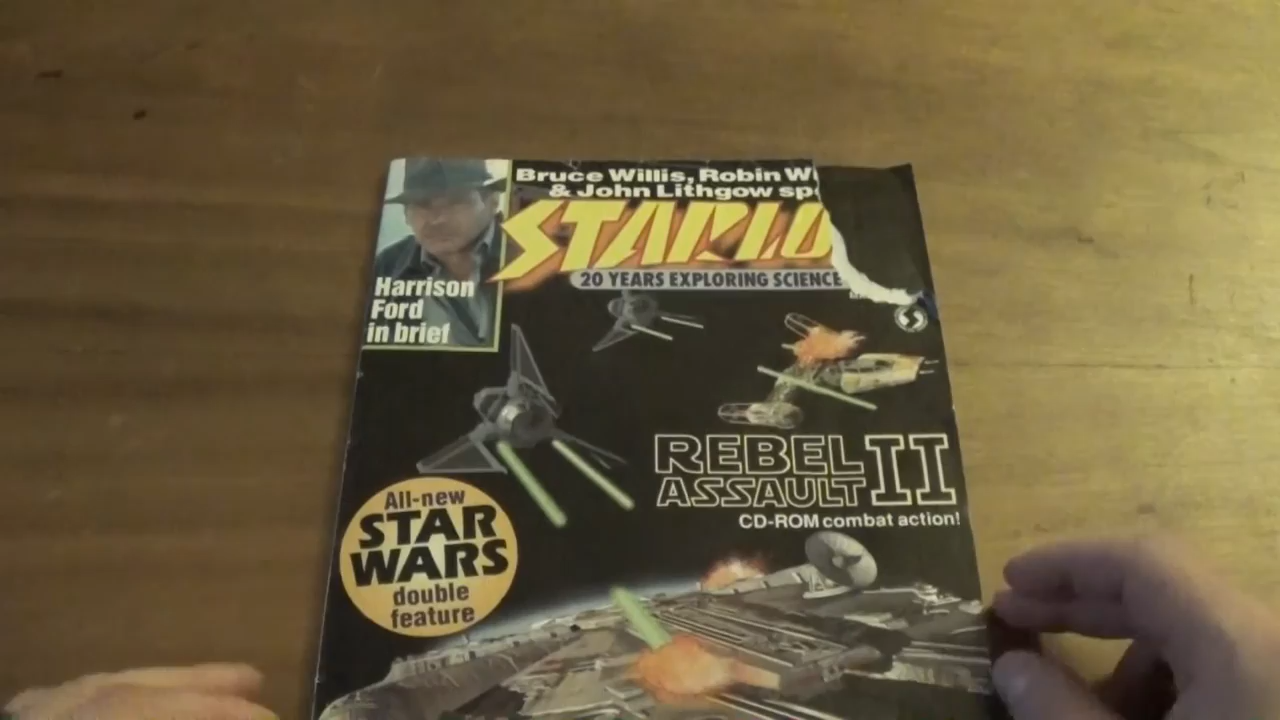 Bruce Willis, Robin W
& John Lithgow sp
STARLO
20 YEARS EXPLORING SCIENCE
Harrison
Ford
in brief
REBEL
ASSAULT II
CD-ROM combat action!
All-new
STAR
WARS
double
feature